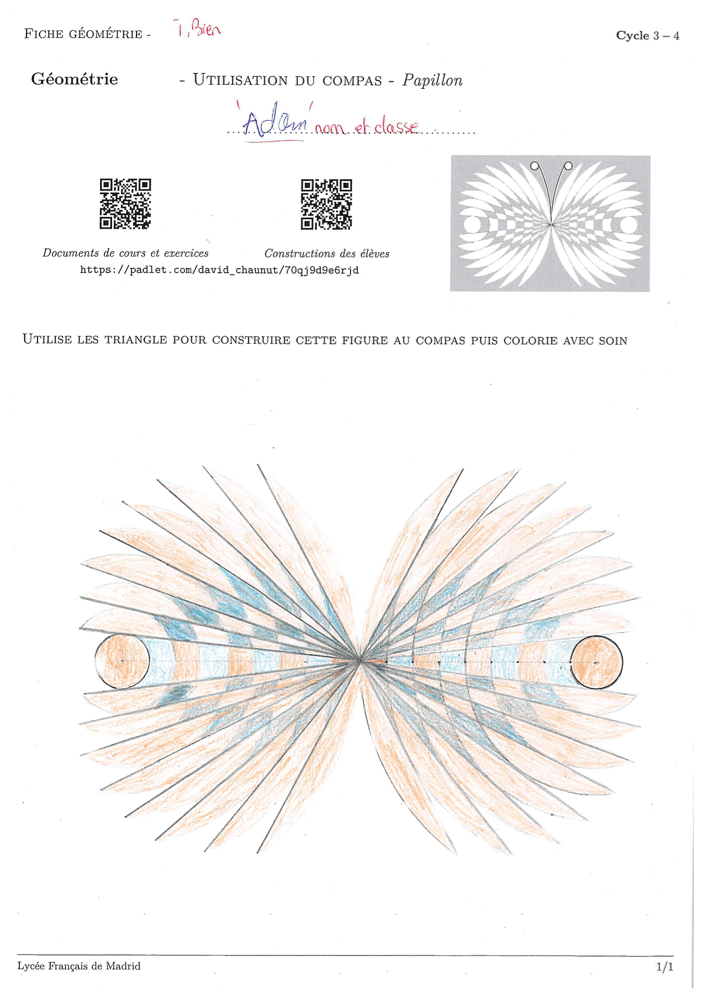 FICHE GÉOMÉTRIE - T. Bien
Cycle 3 – 4
Géométrie - UTILISATION DU COMPAS - Papillon
'Adam' nom et classe
Documents de cours et exercices
Constructions des élèves
https://padlet.com/david_chaunut/70qj9d9e6rjd
UTILISE LES TRIANGLE POUR CONSTRUIRE CETTE FIGURE AU COMPAS PUIS COLORIE AVEC SOIN
Lycée Français de Madrid
1/1